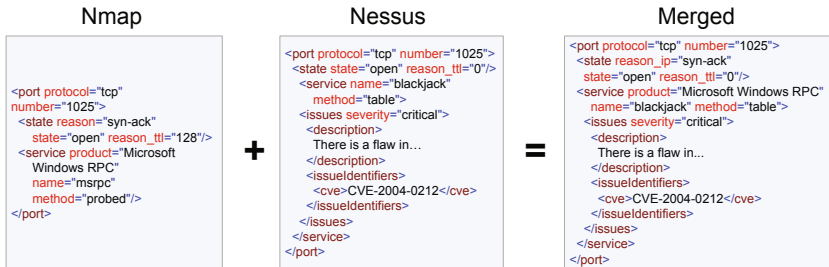 Nmap
<port protocol="tcp"
number="1025">
<state reason="syn-ack"
state="open" reason_ttl="128"/>
<service product="Microsoft
Windows RPC"
name="msrpc"
method="probed"/>
</port>
+
Nessus
<port protocol="tcp" number="1025">
<state state="open" reason_ttl="0"/>
<service name="blackjack"
method="table">
<issues severity="critical">
<description>
There is a flaw in…
</description>
<issueIdentifiers>
<cve>CVE-2004-0212</cve>
</issueIdentifiers>
</issues>
</service>
</port>
=
Merged
<port protocol="tcp" number="1025">
<state reason_ip="syn-ack"
state="open" reason_ttl="0"/>
<service product="Microsoft Windows RPC"
name="blackjack" method="table">
<issues severity="critical">
<description>
There is a flaw in...
</description>
<issueIdentifiers>
<cve>CVE-2004-0212</cve>
</issueIdentifiers>
</issues>
</service>
</port>